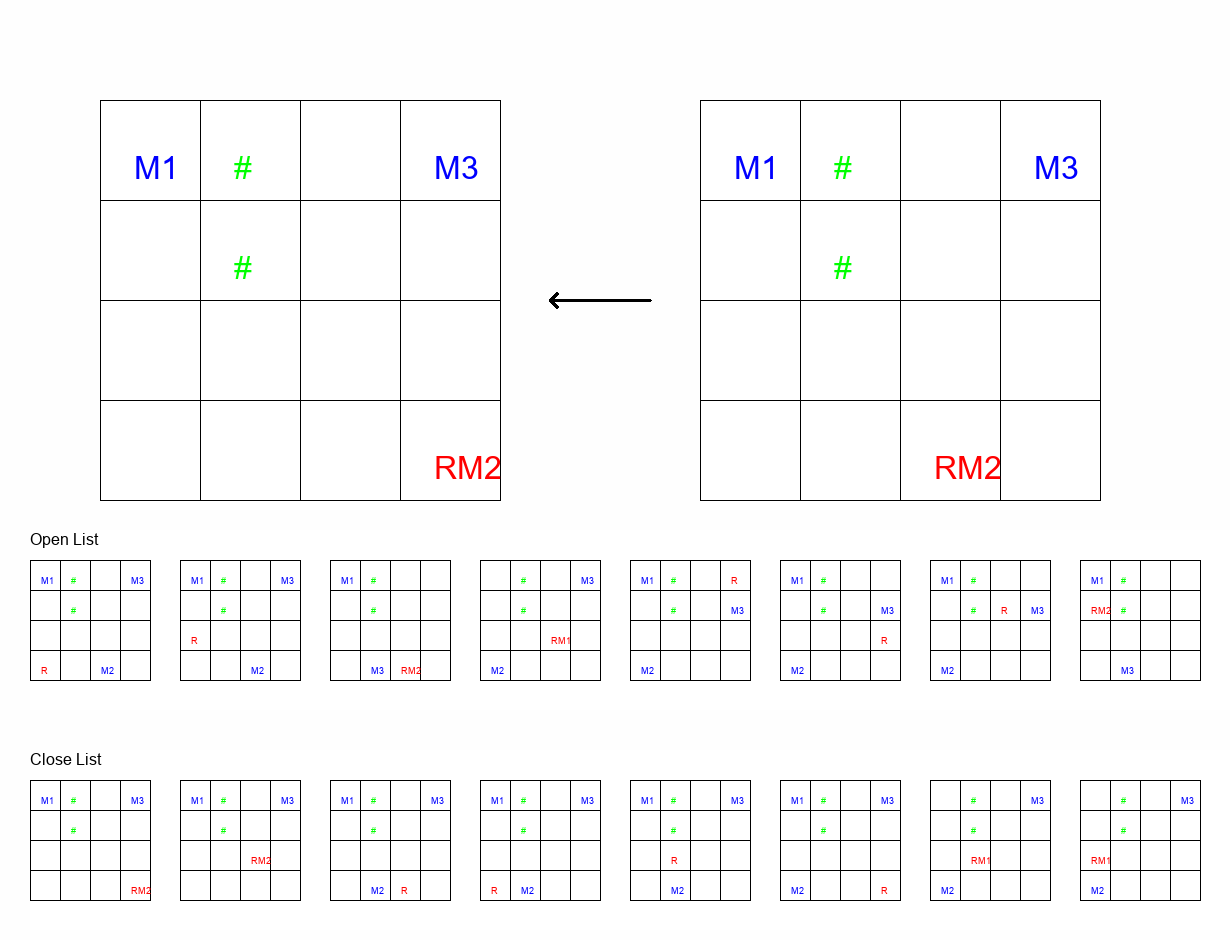 M1 # M3 M1 # M3
# #
RM2 RM2
Open List
M1 # M3 M1 # M3 M1 # # M3 M1 # R M1 # M1 # M1 #
# # # # # M3 # M3 # R M3 RM2 #
R RM1 R
R M2 M2 M3 RM2 M2 M2 M2 M2 M3
Close List
M1 # M3 M1 # M3 M1 # M3 M1 # M3 M1 # M3 M1 # M3 # M3 # M3
# # # # # # # #
RM2 R RM1 RM1
RM2 M2 R R M2 M2 M2 R M2 M2